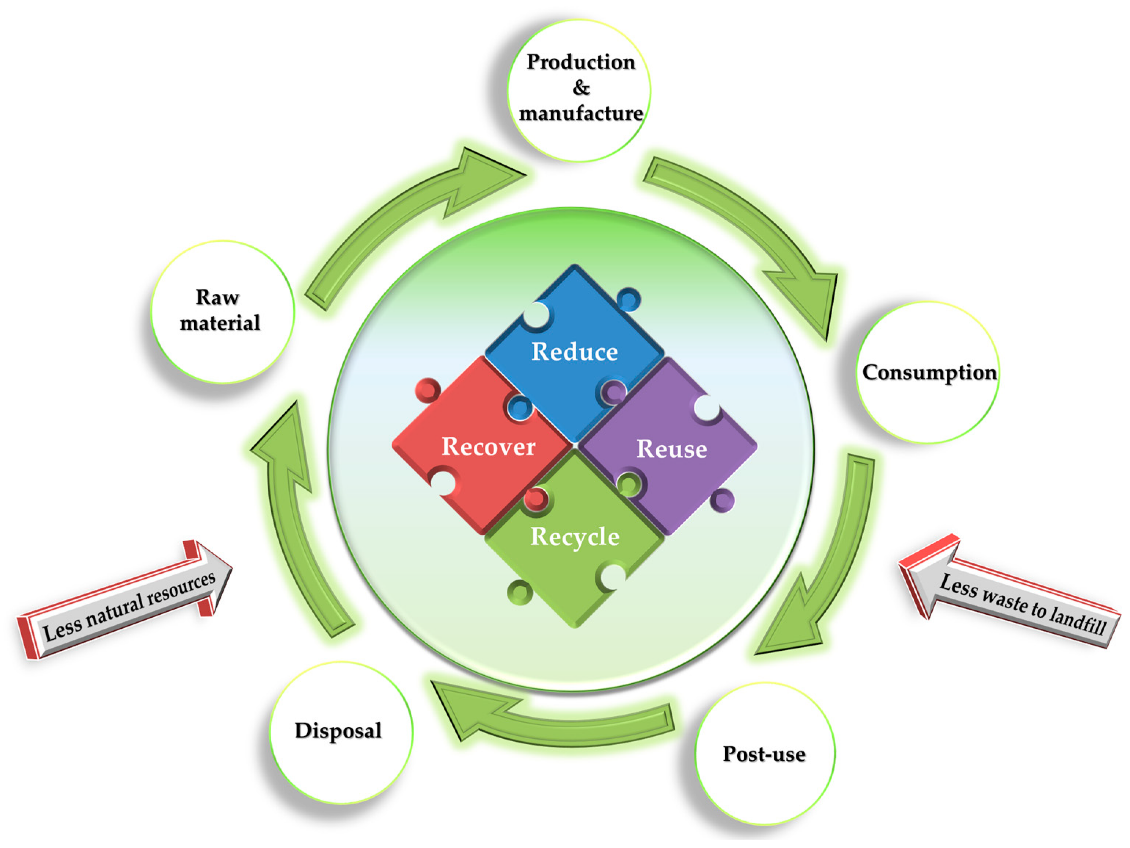 Production
&
manufacture
Raw
material
Consumption
Reduce
Recover
Reuse
Recycle
Less natural resources
Less waste to landfill
Disposal
Post-use